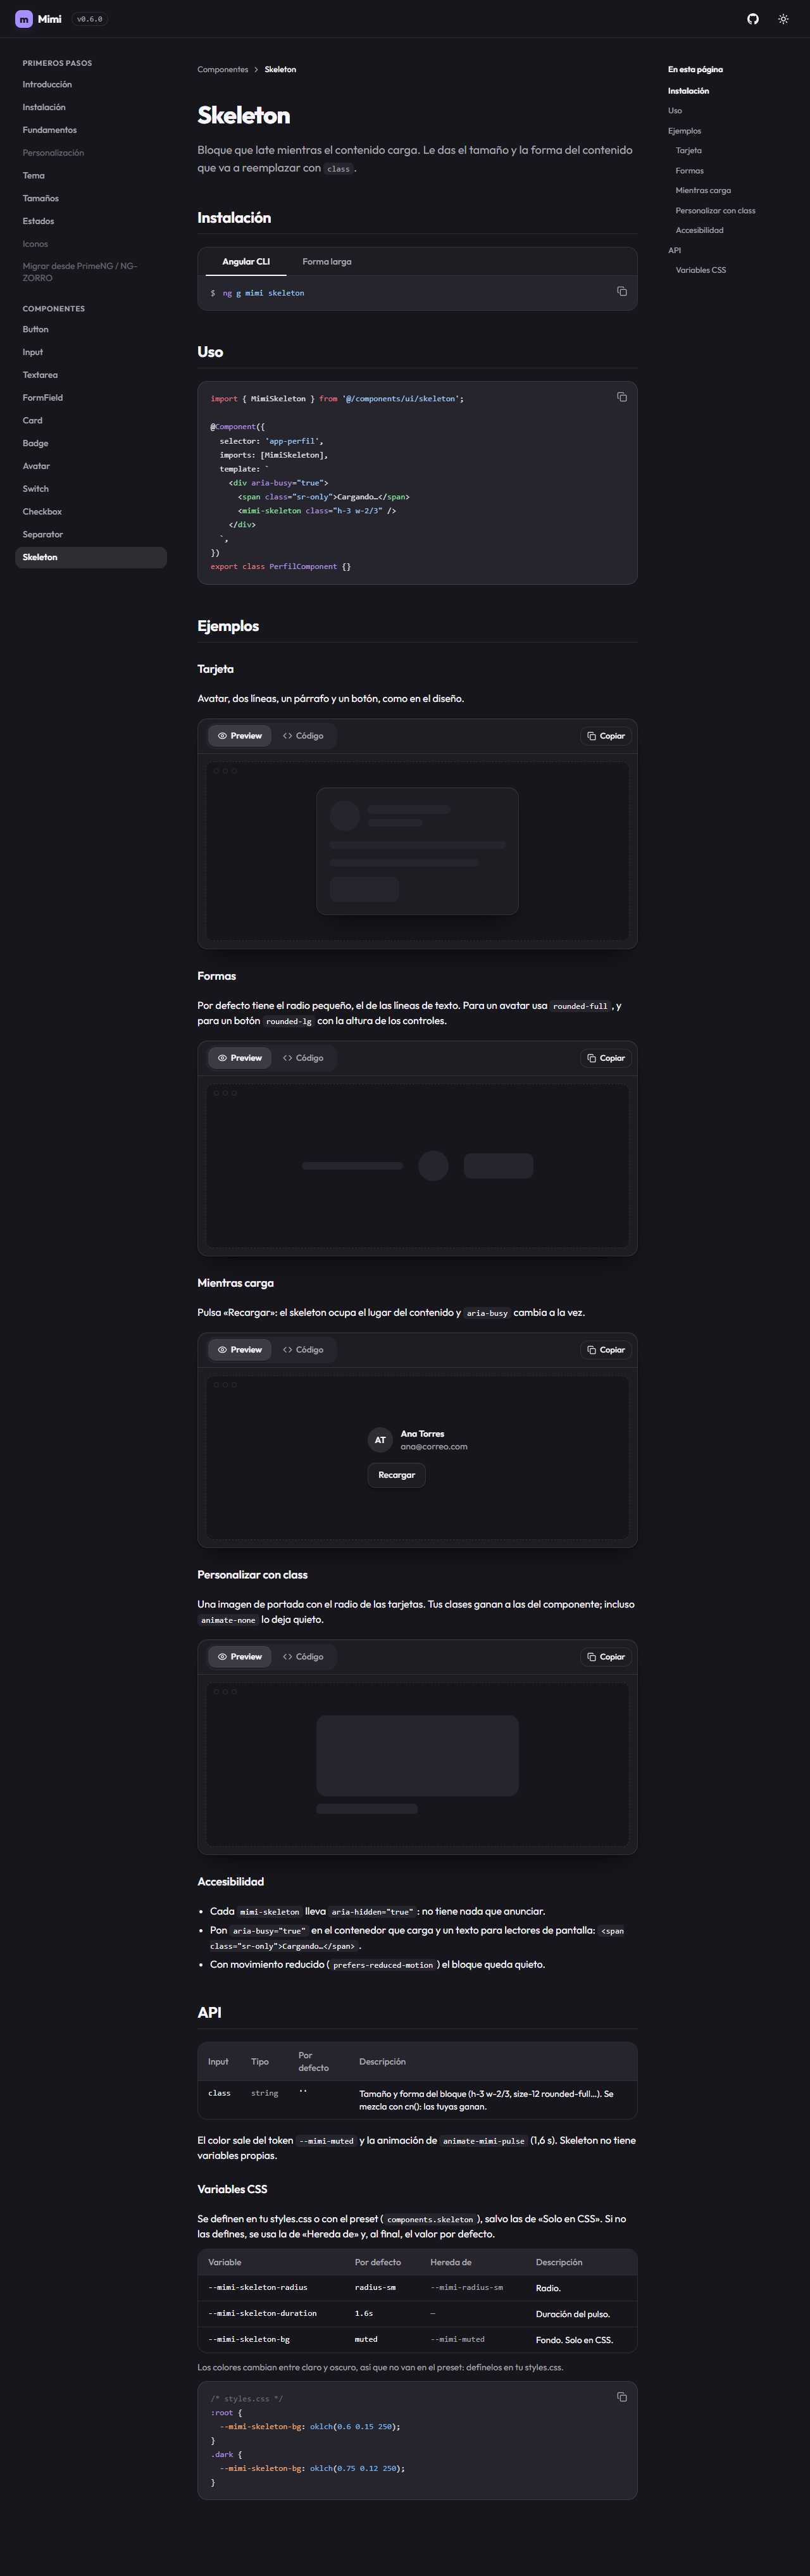 m Mimi v0.6.0
PRIMEROS PASOS
Introducción
Instalación
Fundamentos
Personalización
Tema
Tamaños
Estados
Iconos
Migrar desde PrimeNG / NG-
ZORRO
COMPONENTES
Button
Input
Textarea
FormField
Card
Badge
Avatar
Switch
Checkbox
Separator
Skeleton
Componentes > Skeleton
Skeleton
Bloque que late mientras el contenido carga. Le das el tamaño y la forma del contenido
que va a reemplazar con class.
Instalación
Angular CLI Forma larga
$ ng g mimi skeleton
Uso
import { MimiSkeleton } from '@/components/ui/skeleton';
@Component({
selector: 'app-perfil',
imports: [MimiSkeleton],
template: `
<div aria-busy="true">
<span class="sr-only">Cargando…</span>
<mimi-skeleton class="h-3 w-2/3" />
</div>
`,
})
export class PerfilComponent {}
Ejemplos
Tarjeta
Avatar, dos líneas, un párrafo y un botón, como en el diseño.
Preview Código Copiar
Formas
Por defecto tiene el radio pequeño, el de las líneas de texto. Para un avatar usa rounded-full, y
para un botón rounded-lg con la altura de los controles.
Preview Código Copiar
Mientras carga
Pulsa «Recargar»: el skeleton ocupa el lugar del contenido y aria-busy cambia a la vez.
Preview Código Copiar
AT
Ana Torres
ana@correo.com
Recargar
Personalizar con class
Una imagen de portada con el radio de las tarjetas. Tus clases ganan a las del componente; incluso
animate-none lo deja quieto.
Preview Código Copiar
Accesibilidad
• Cada mimi-skeleton lleva aria-hidden="true": no tiene nada que anunciar.
• Pon aria-busy="true" en el contenedor que carga y un texto para lectores de pantalla: <span
class="sr-only">Cargando…</span>.
• Con movimiento reducido (prefers-reduced-motion) el bloque queda quieto.
API
Input Tipo Por defecto Descripción
class string '' Tamaño y forma del bloque (h-3 w-2/3, size-12 rounded-full…). Se
mezcla con cn(): las tuyas ganan.
El color sale del token --mimi-muted y la animación de animate-mimi-pulse (1,6 s). Skeleton no tiene
variables propias.
Variables CSS
Se definen en tu styles.css o con el preset (components.skeleton), salvo las de «Solo en CSS». Si no
las defines, se usa la de «Hereda de» y, al final, el valor por defecto.
Variable Por defecto Hereda de Descripción
--mimi-skeleton-radius radius-sm --mimi-radius-sm Radio.
--mimi-skeleton-duration 1.6s — Duración del pulso.
--mimi-skeleton-bg muted --mimi-muted Fondo. Solo en CSS.
Los colores cambian entre claro y oscuro, así que no van en el preset: defínelos en tu styles.css.
/* styles.css */
:root {
--mimi-skeleton-bg: oklch(0.6 0.15 250);
}
.dark {
--mimi-skeleton-bg: oklch(0.75 0.12 250);
}
En esta página
Instalación
Uso
Ejemplos
Tarjeta
Formas
Mientras carga
Personalizar con class
Accesibilidad
API
Variables CSS